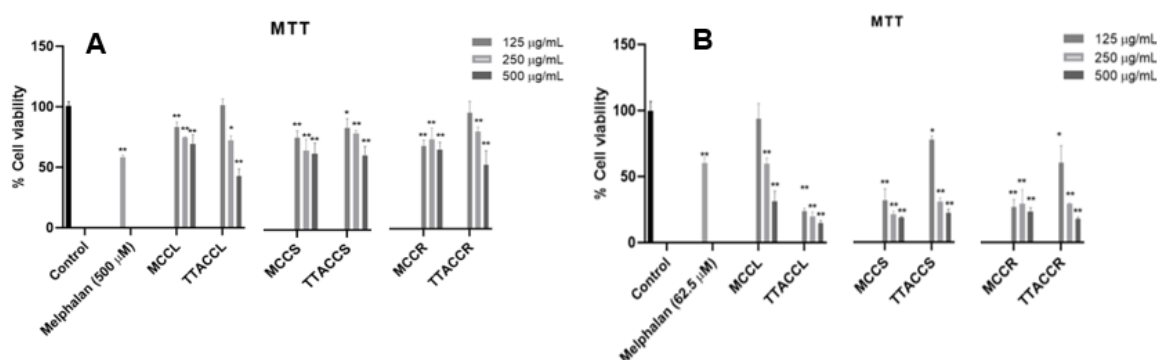 MTT
A
125 μg/mL
250 μg/mL
500 μg/mL
% Cell viability
150
100
50
0
** ** ** ** * ** ** ** ** * ** ** ** ** ** ** **
Control
Melphalan (500 μM)
MCCL
TTACCL
MCCS
TTACCS
MCCR
TTACCR
MTT
B
125 μg/mL
250 μg/mL
500 μg/mL
% Cell viability
150
100
50
0
** ** ** ** ** ** ** ** ** * ** ** ** ** ** * ** **
Control
Melphalan (62.5 μM)
MCCL
TTACCL
MCCS
TTACCS
MCCR
TTACCR